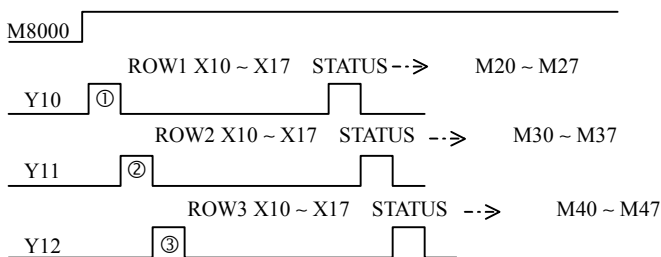 M8000
ROW1 X10 ~ X17 STATUS M20 ~ M27
Y10 ①
ROW2 X10 ~ X17 STATUS M30 ~ M37
Y11 ②
ROW3 X10 ~ X17 STATUS M40 ~ M47
Y12 ③